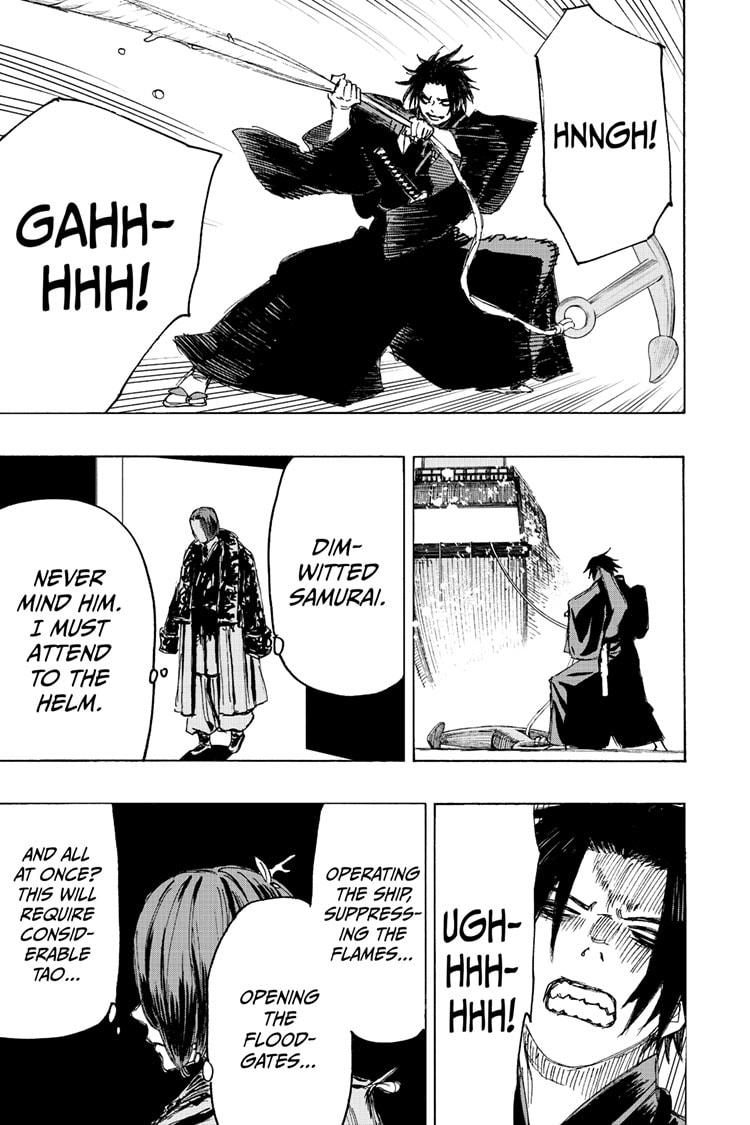 HNNGH!
GAHH-
HHH!
DIM-
WITTED
SAMURAI.
NEVER
MIND HIM.
I MUST
ATTEND
TO THE
HELM.
UGH-
HHH-
HHH!
OPERATING
THE SHIP,
SUPPRESS-
ING THE
FLAMES...
OPENING
THE
FLOOD-
GATES...
AND ALL
AT ONCE?
THIS WILL
REQUIRE
CONSID-
ERABLE
TAO...